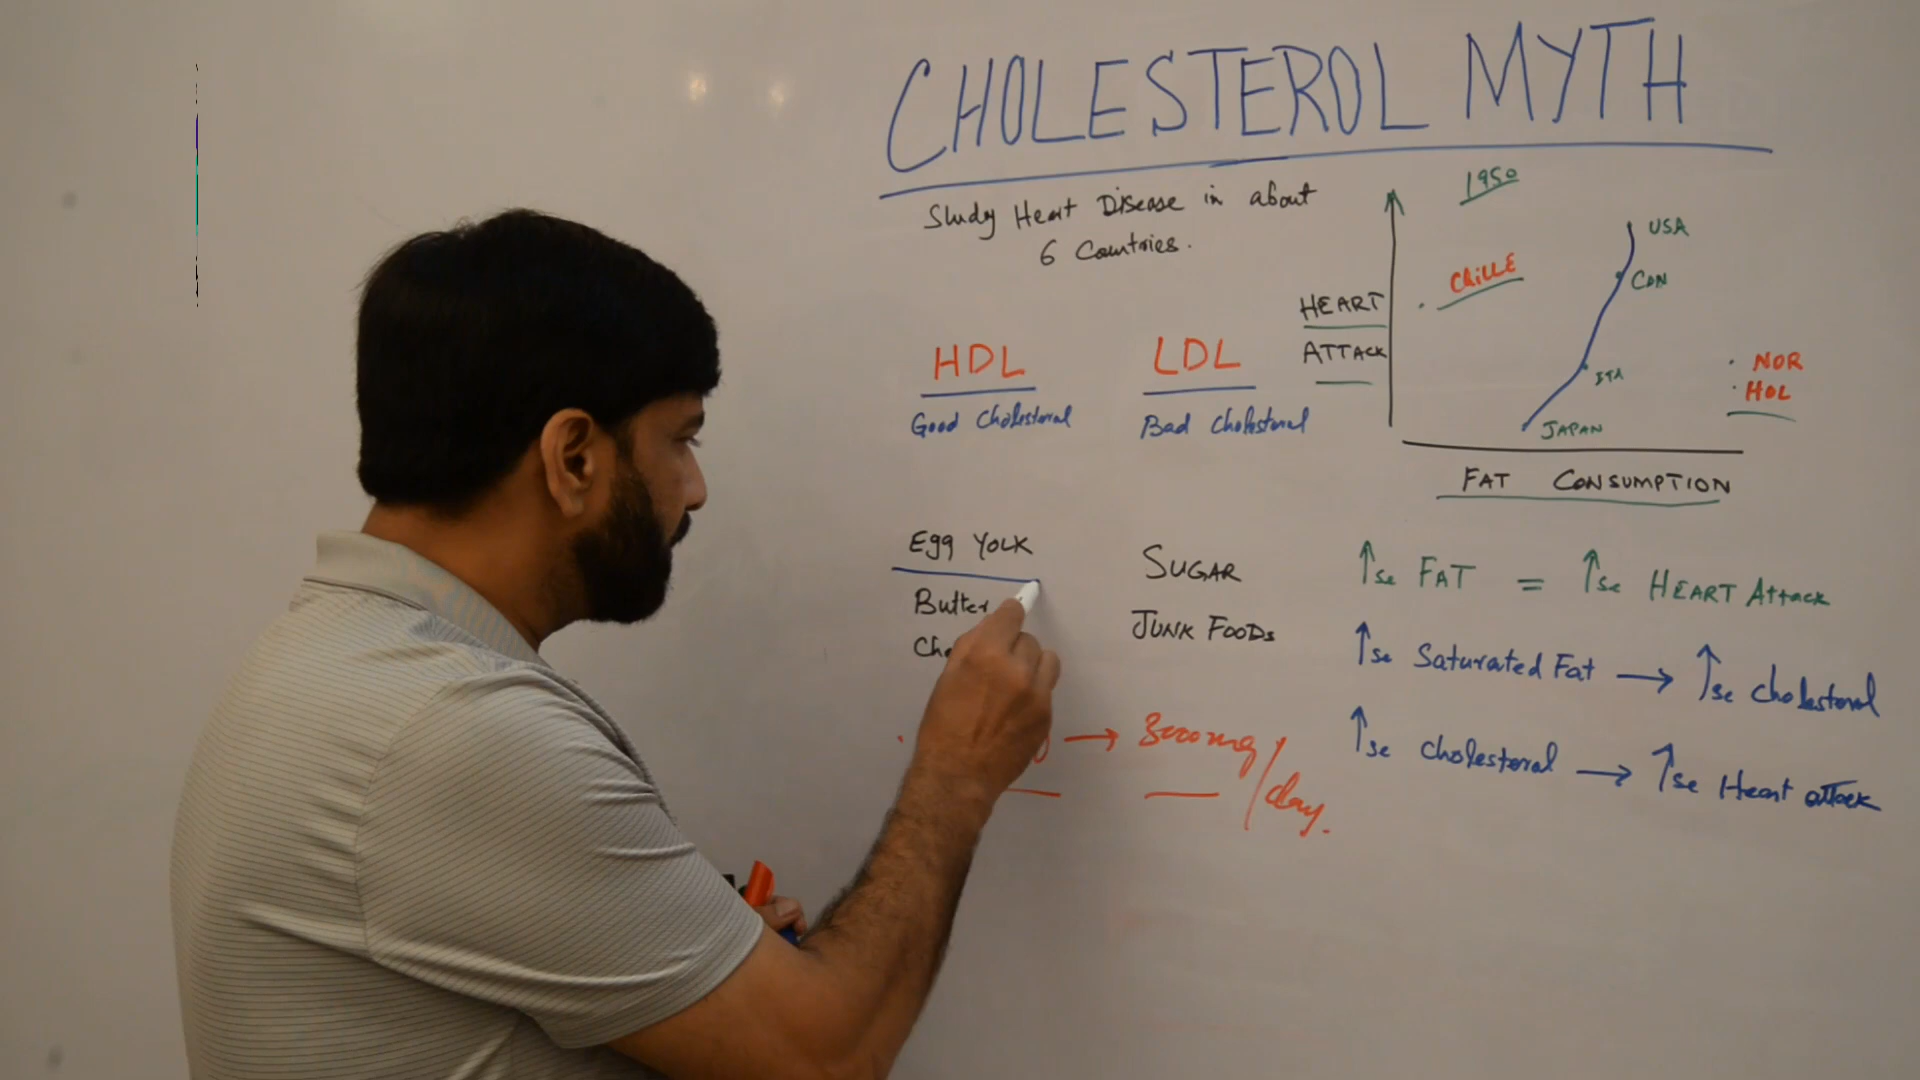 CHOLESTEROL MYTH
Study Heart Disease in about
6 Countries.
HDL
Good Cholesterol
LDL
Bad Cholesterol
Egg YOLK
Butter
SUGAR
JUNK FOODS
→ 300mg/day.
1950
HEART
ATTACK
CHiLLE
USA
CDN
ITA
JAPAN
NOR
HOL
FAT CONSUMPTION
↑se FAT = ↑se HEART Attack
↑se Saturated Fat → ↑se cholesterol
↑se cholesterol → ↑se Heart attack